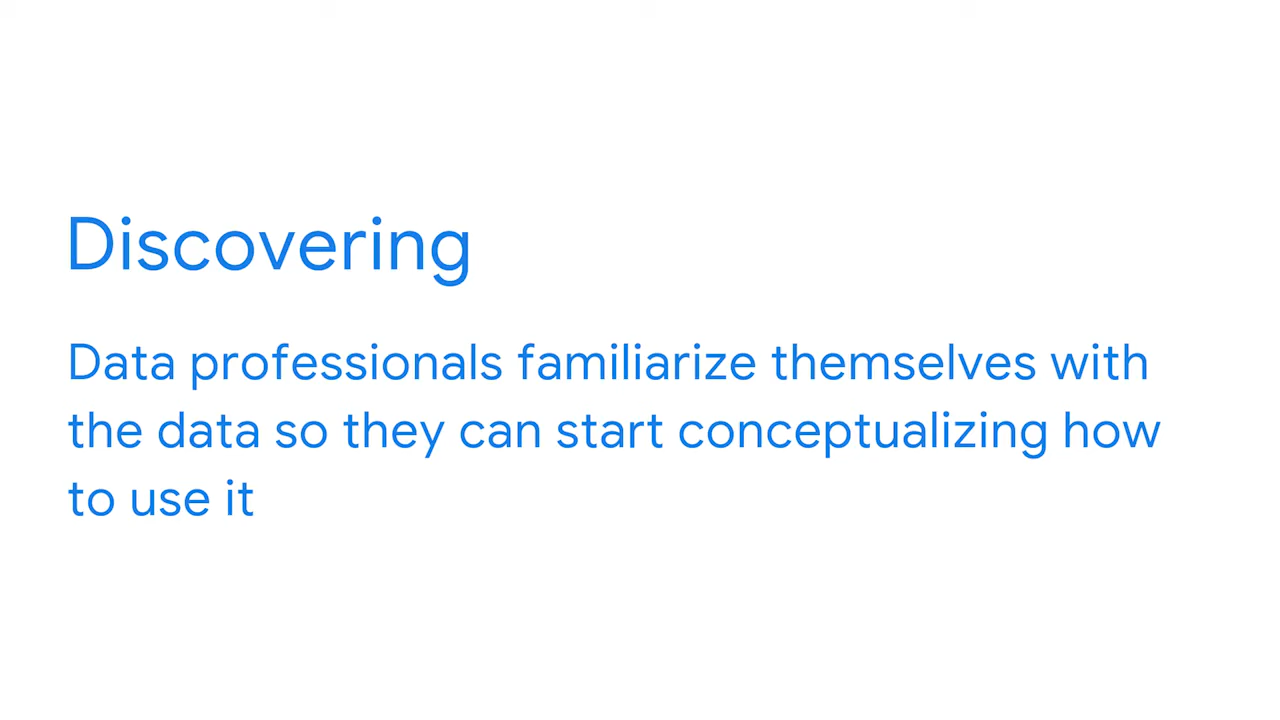 Discovering
Data professionals familiarize themselves with
the data so they can start conceptualizing how
to use it